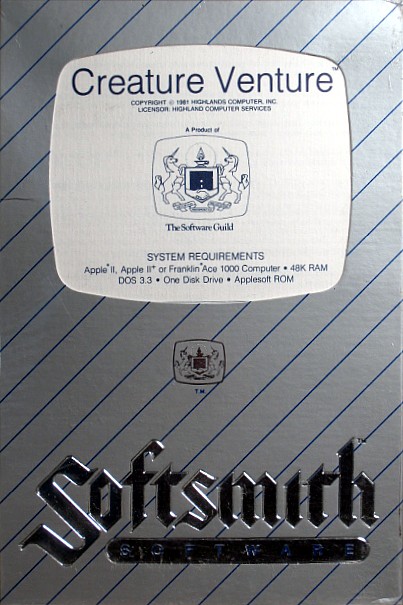 Creature Venture™
COPYRIGHT © 1981 HIGHLANDS COMPUTER, INC.
LICENSOR: HIGHLAND COMPUTER SERVICES
A Product of
The Software Guild
SYSTEM REQUIREMENTS
Apple® II, Apple II+ or Franklin® Ace 1000 Computer • 48K RAM
DOS 3.3 • One Disk Drive • Applesoft ROM
T.M.
Softsmith
SOFTWARE